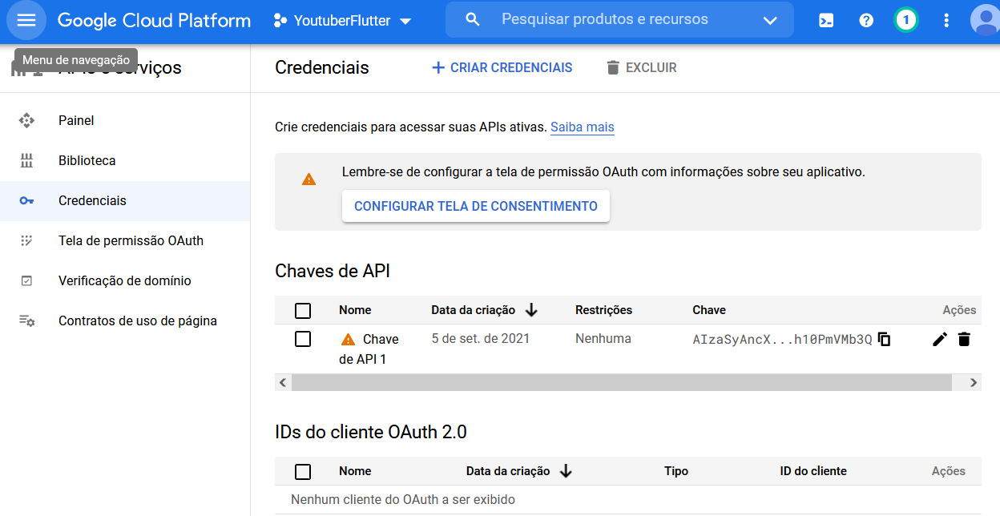 Google Cloud Platform
YoutuberFlutter
Pesquisar produtos e recursos
1
Menu de navegação
serviços
Credenciais
CRIAR CREDENCIAIS
EXCLUIR
Painel
Biblioteca
Credenciais
Tela de permissão OAuth
Verificação de domínio
Contratos de uso de página
Crie credenciais para acessar suas APIs ativas. Saiba mais
Lembre-se de configurar a tela de permissão OAuth com informações sobre seu aplicativo.
CONFIGURAR TELA DE CONSENTIMENTO
Chaves de API
Nome Data da criação Restrições Chave Ações
Chave de API 1 5 de set. de 2021 Nenhuma AIzaSyAncX...h10PmVMb3Q
IDs do cliente OAuth 2.0
Nome Data da criação Tipo ID do cliente Ações
Nenhum cliente do OAuth a ser exibido